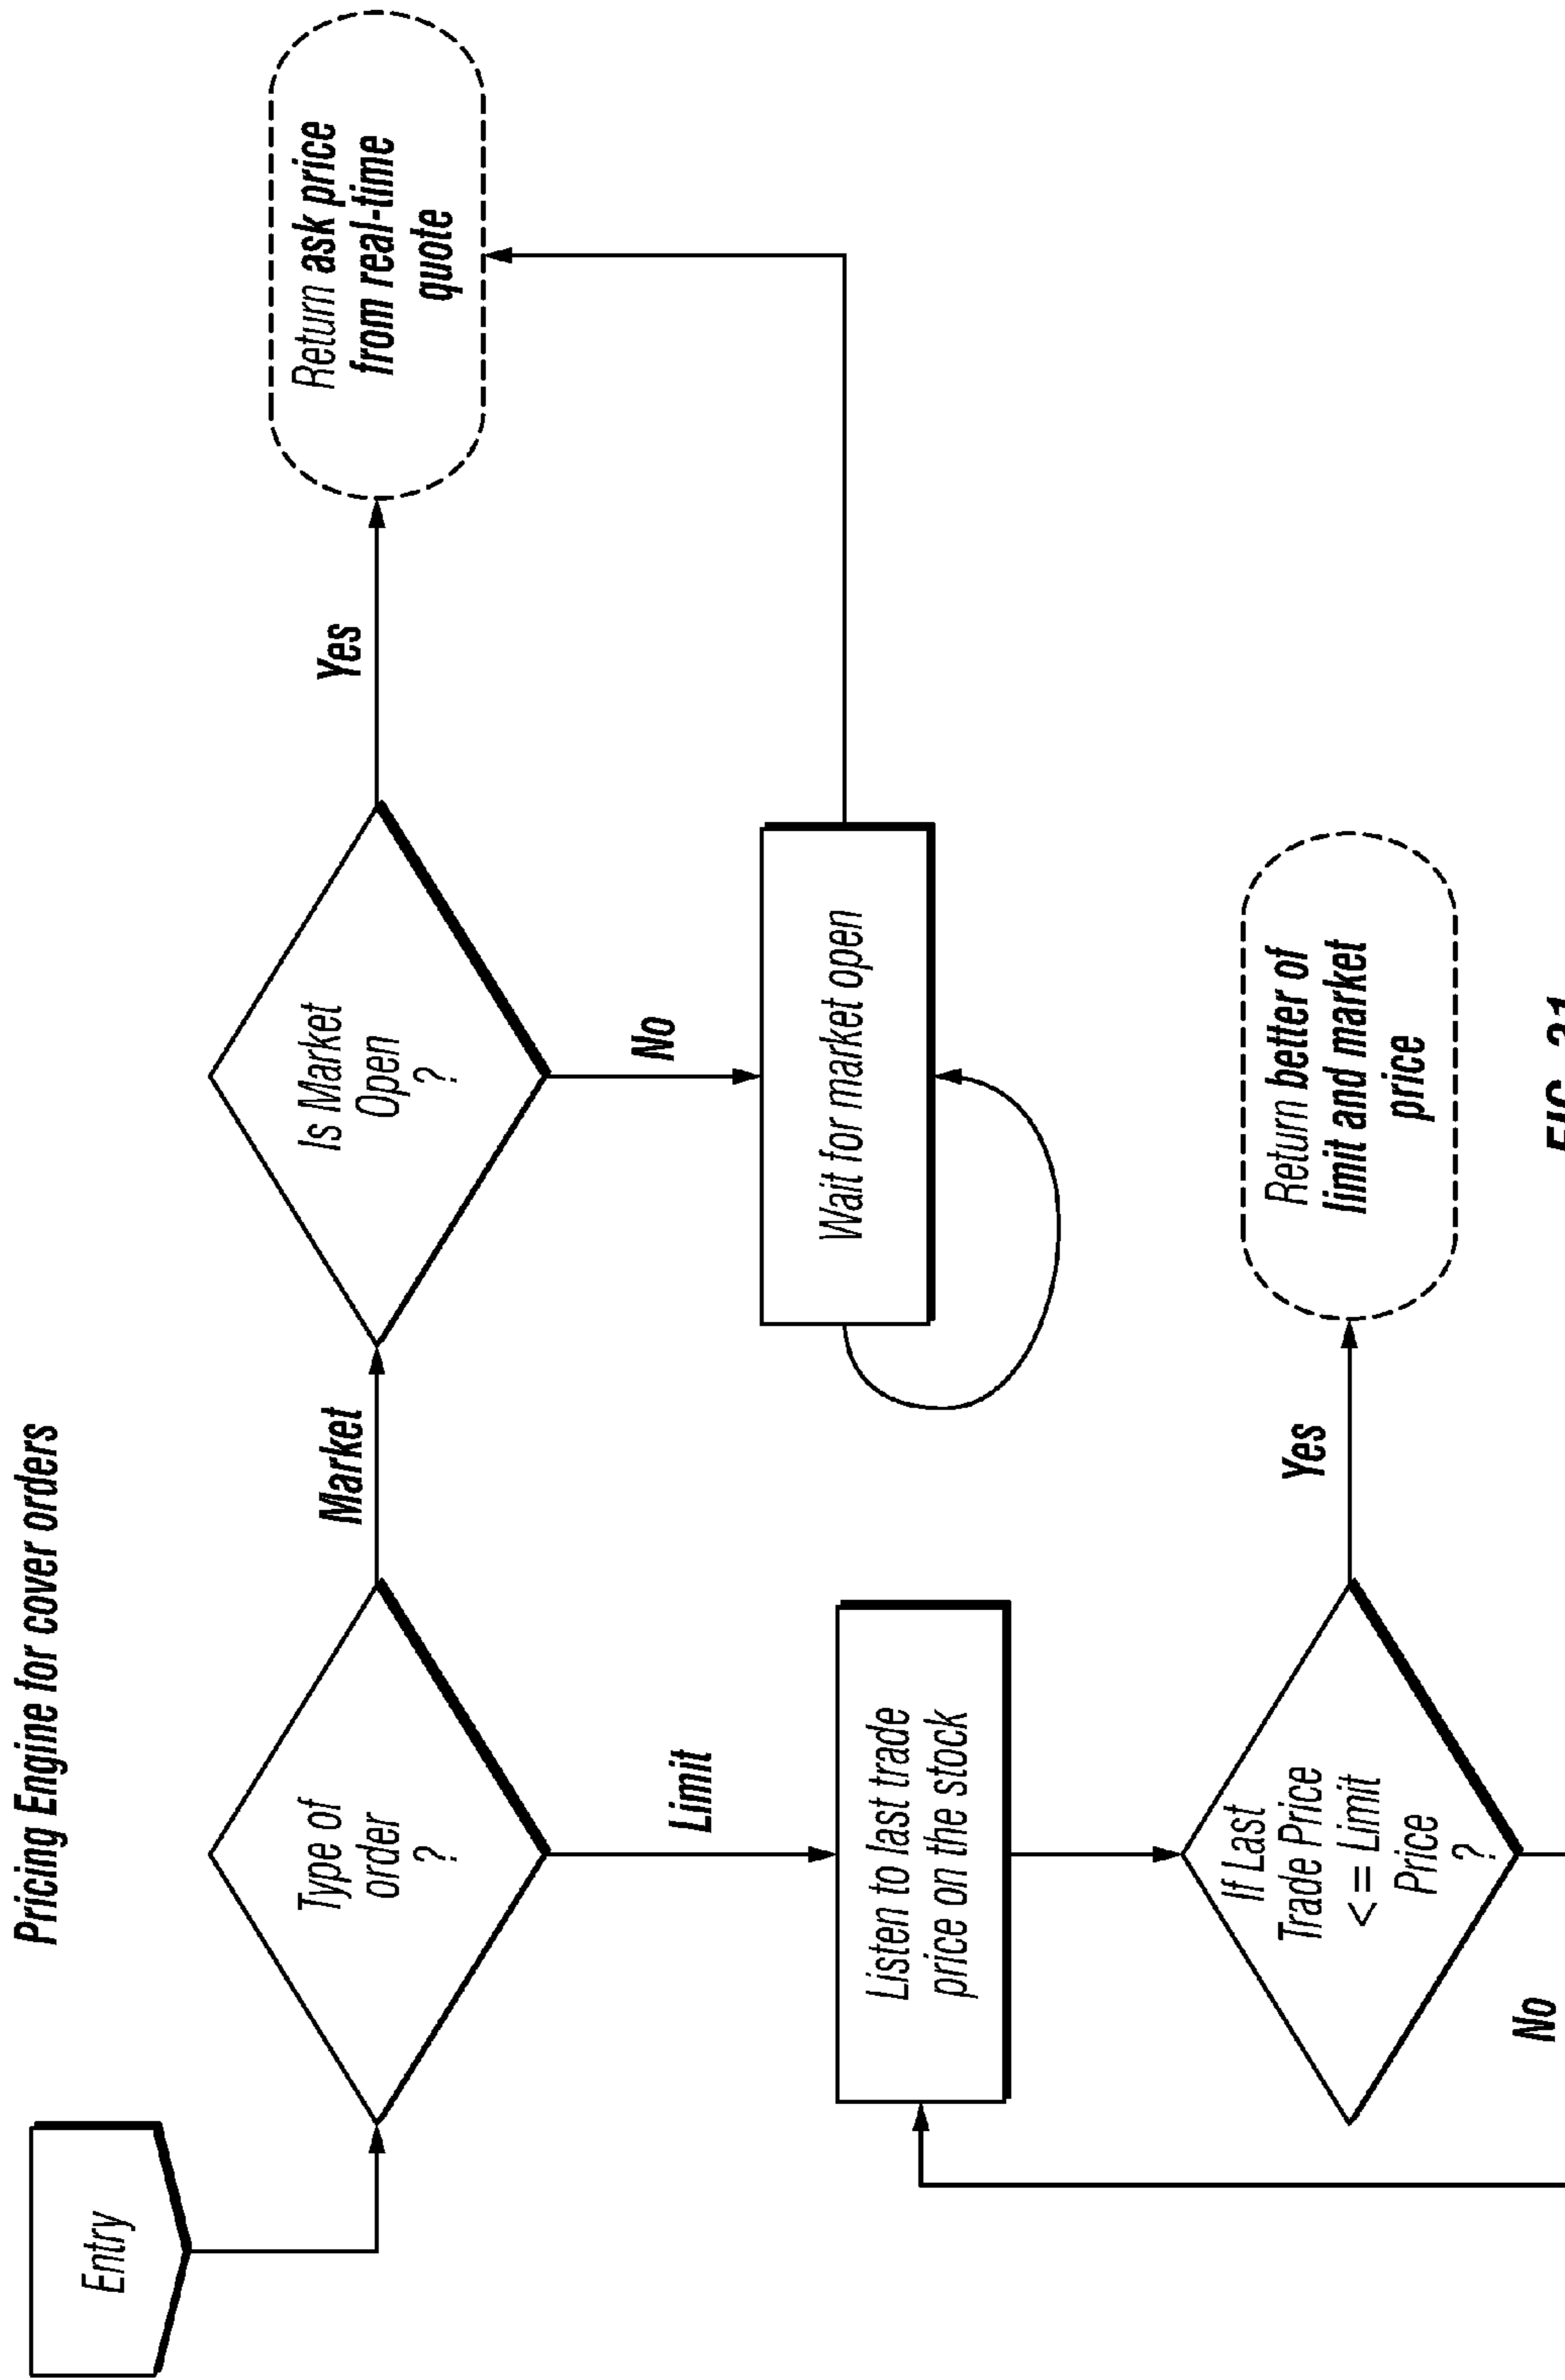 Pricing Engine for cover orders
Entry
Type of
order
?
Market
Is Market
Open
?
Yes
Return ask price
from real-time
quote
No
Wait for market open
Limit
Listen to last trade
price on the stock
If Last
Trade Price
<= Limit
Price
?
Yes
Return better of
limit and market
price
No